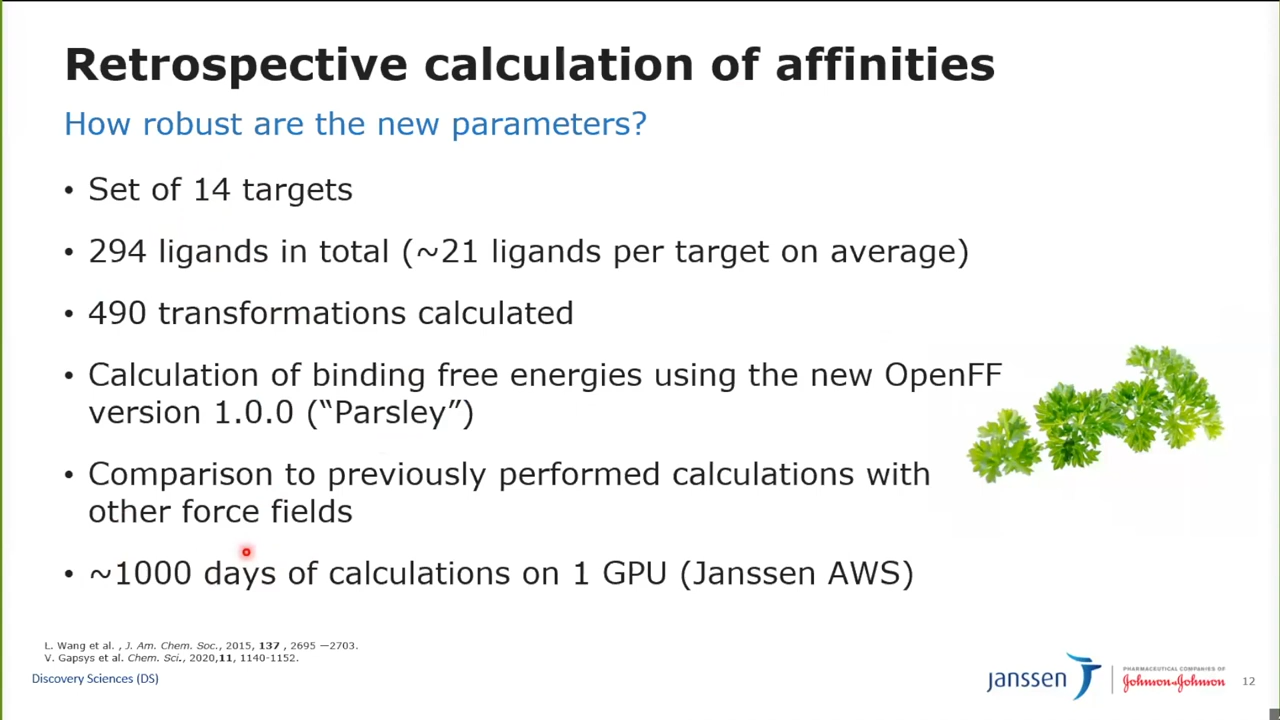 Retrospective calculation of affinities
How robust are the new parameters?
• Set of 14 targets
• 294 ligands in total (~21 ligands per target on average)
• 490 transformations calculated
• Calculation of binding free energies using the new OpenFF
version 1.0.0 (“Parsley”)
• Comparison to previously performed calculations with
other force fields
• ~1000 days of calculations on 1 GPU (Janssen AWS)
L. Wang et al. , J. Am. Chem. Soc., 2015, 137 , 2695 —2703.
V. Gapsys et al. Chem. Sci., 2020,11, 1140-1152.
Discovery Sciences (DS)
janssen
PHARMACEUTICAL COMPANIES OF
Johnson&Johnson
12